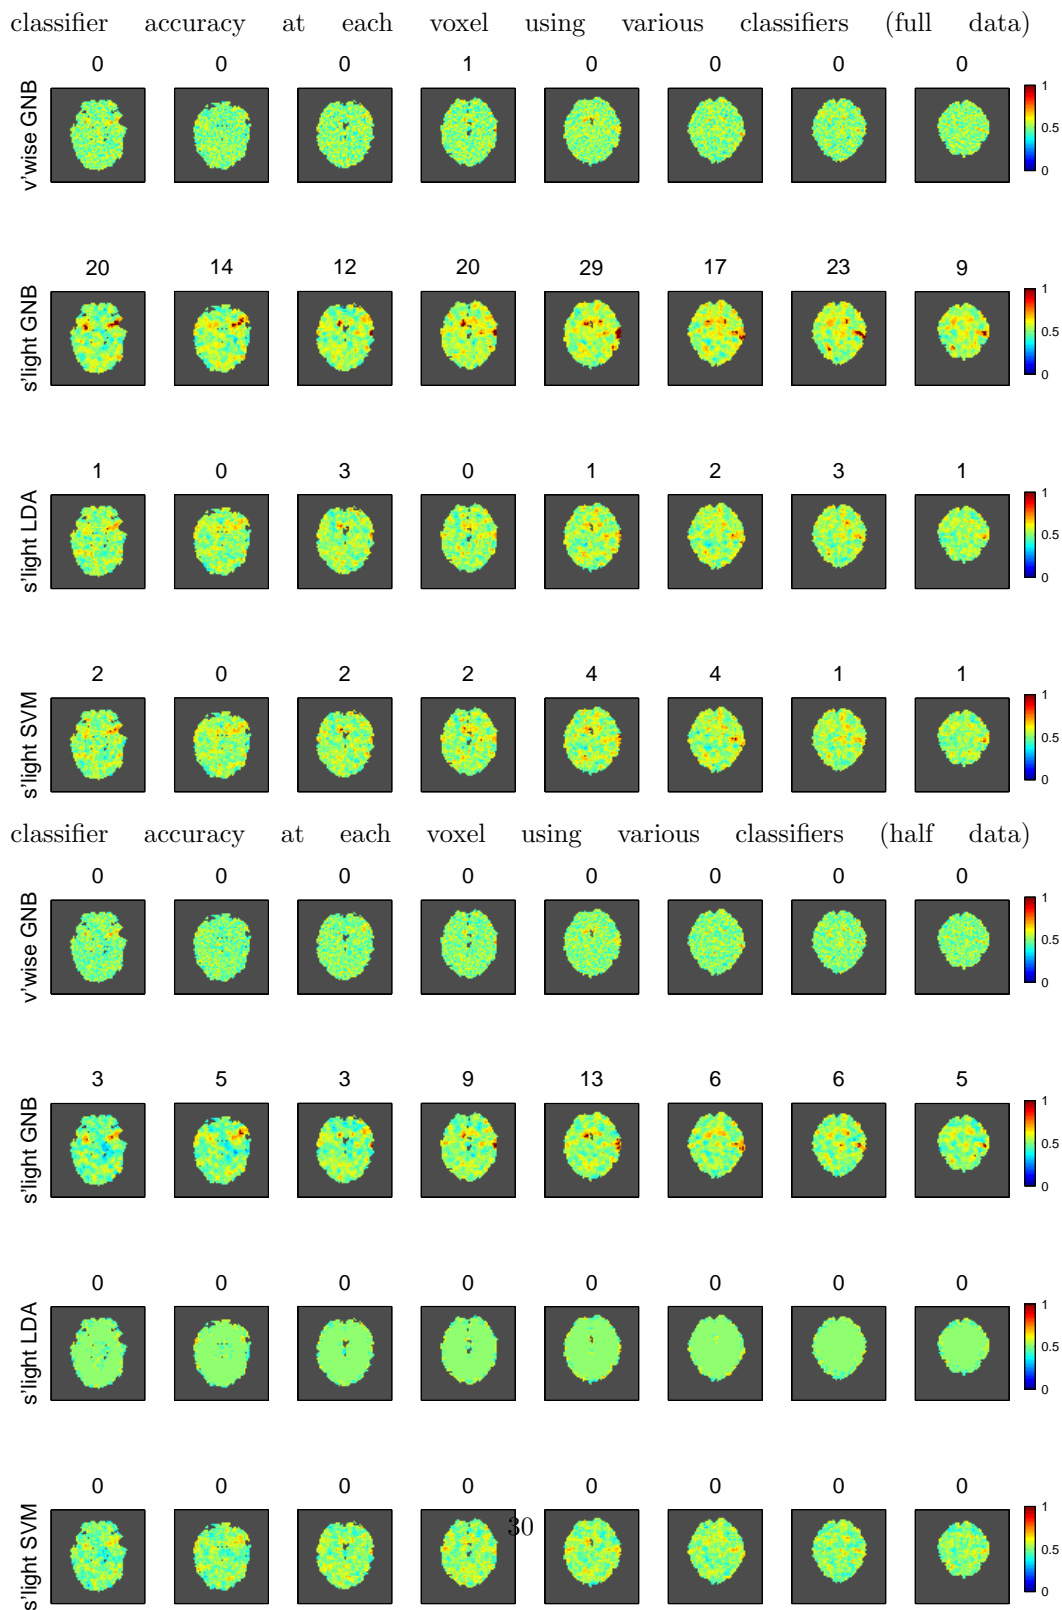 classifier accuracy at each voxel using various classifiers (full data)
0 0 0 1 0 0 0 0
v'wise GNB
1
0.5
0
20 14 12 20 29 17 23 9
s'light GNB
1
0.5
0
1 0 3 0 1 2 3 1
s'light LDA
1
0.5
0
2 0 2 2 4 4 1 1
s'light SVM
1
0.5
0
classifier accuracy at each voxel using various classifiers (half data)
0 0 0 0 0 0 0 0
v'wise GNB
1
0.5
0
3 5 3 9 13 6 6 5
s'light GNB
1
0.5
0
0 0 0 0 0 0 0 0
s'light LDA
1
0.5
0
0 0 0 0 0 0 0 0
s'light SVM
1
0.5
0
30